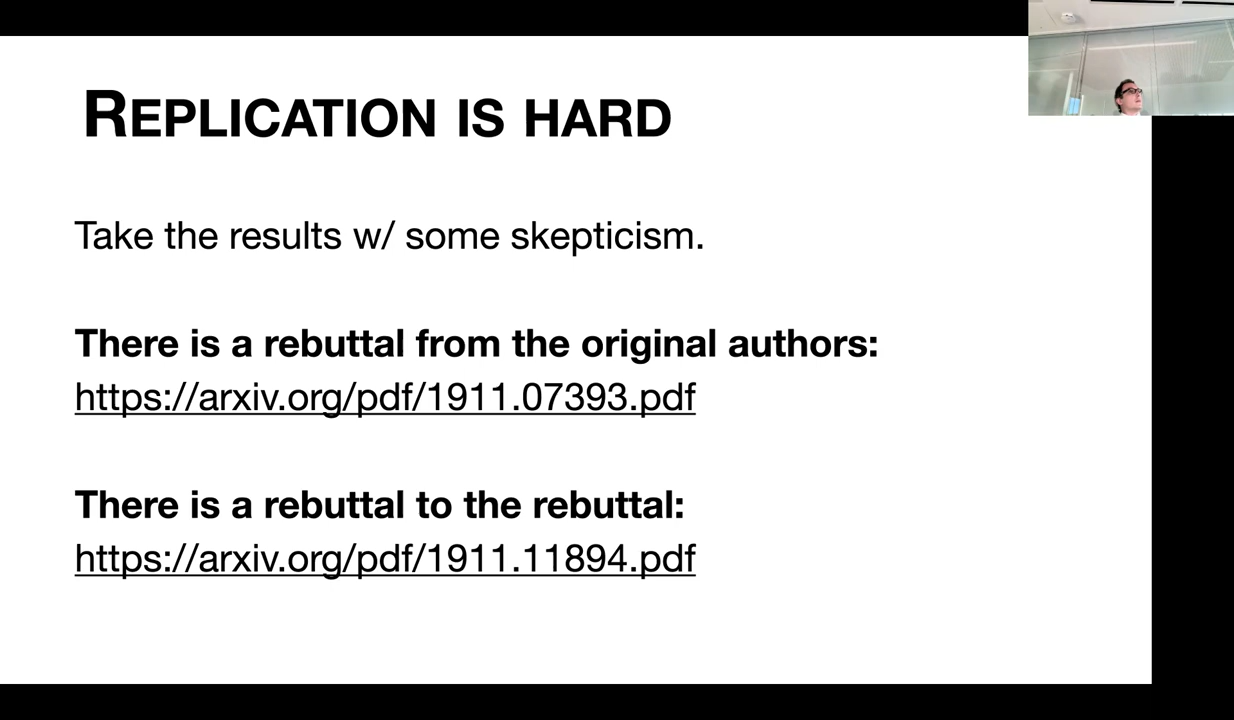 REPLICATION IS HARD
Take the results w/ some skepticism.
There is a rebuttal from the original authors:
https://arxiv.org/pdf/1911.07393.pdf
There is a rebuttal to the rebuttal:
https://arxiv.org/pdf/1911.11894.pdf